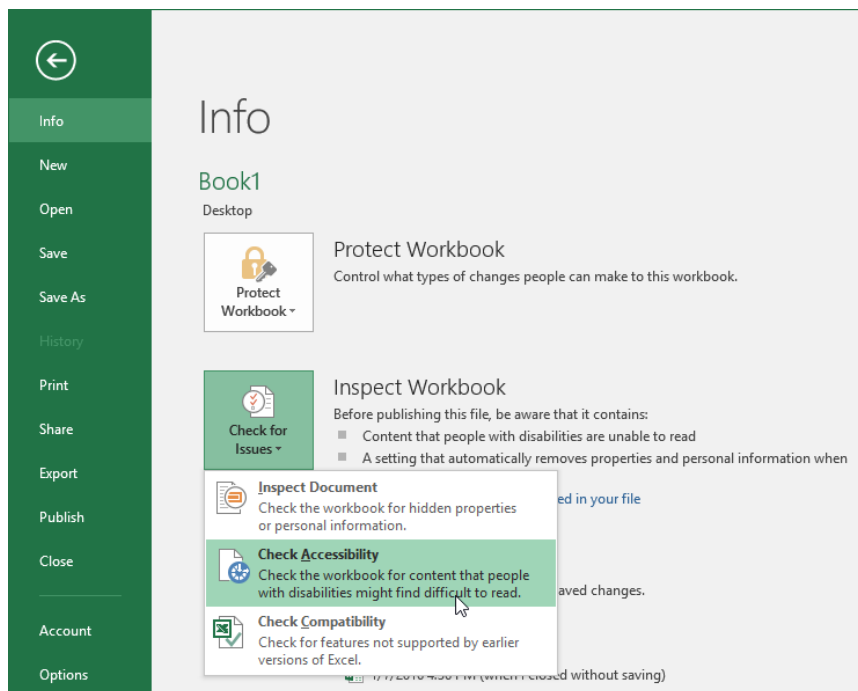 Info
New
Open
Save
Save As
History
Print
Share
Export
Publish
Close
Account
Options
Info
Book1
Desktop
Protect
Workbook
Protect Workbook
Control what types of changes people can make to this workbook.
Check for
Issues
Inspect Workbook
Before publishing this file, be aware that it contains:
Content that people with disabilities are unable to read
A setting that automatically removes properties and personal information when
Inspect Document
Check the workbook for hidden properties
or personal information.
Check Accessibility
Check the workbook for content that people
with disabilities might find difficult to read.
Check Compatibility
Check for features not supported by earlier
versions of Excel.
ed in your file
aved changes.
(when I closed without saving)